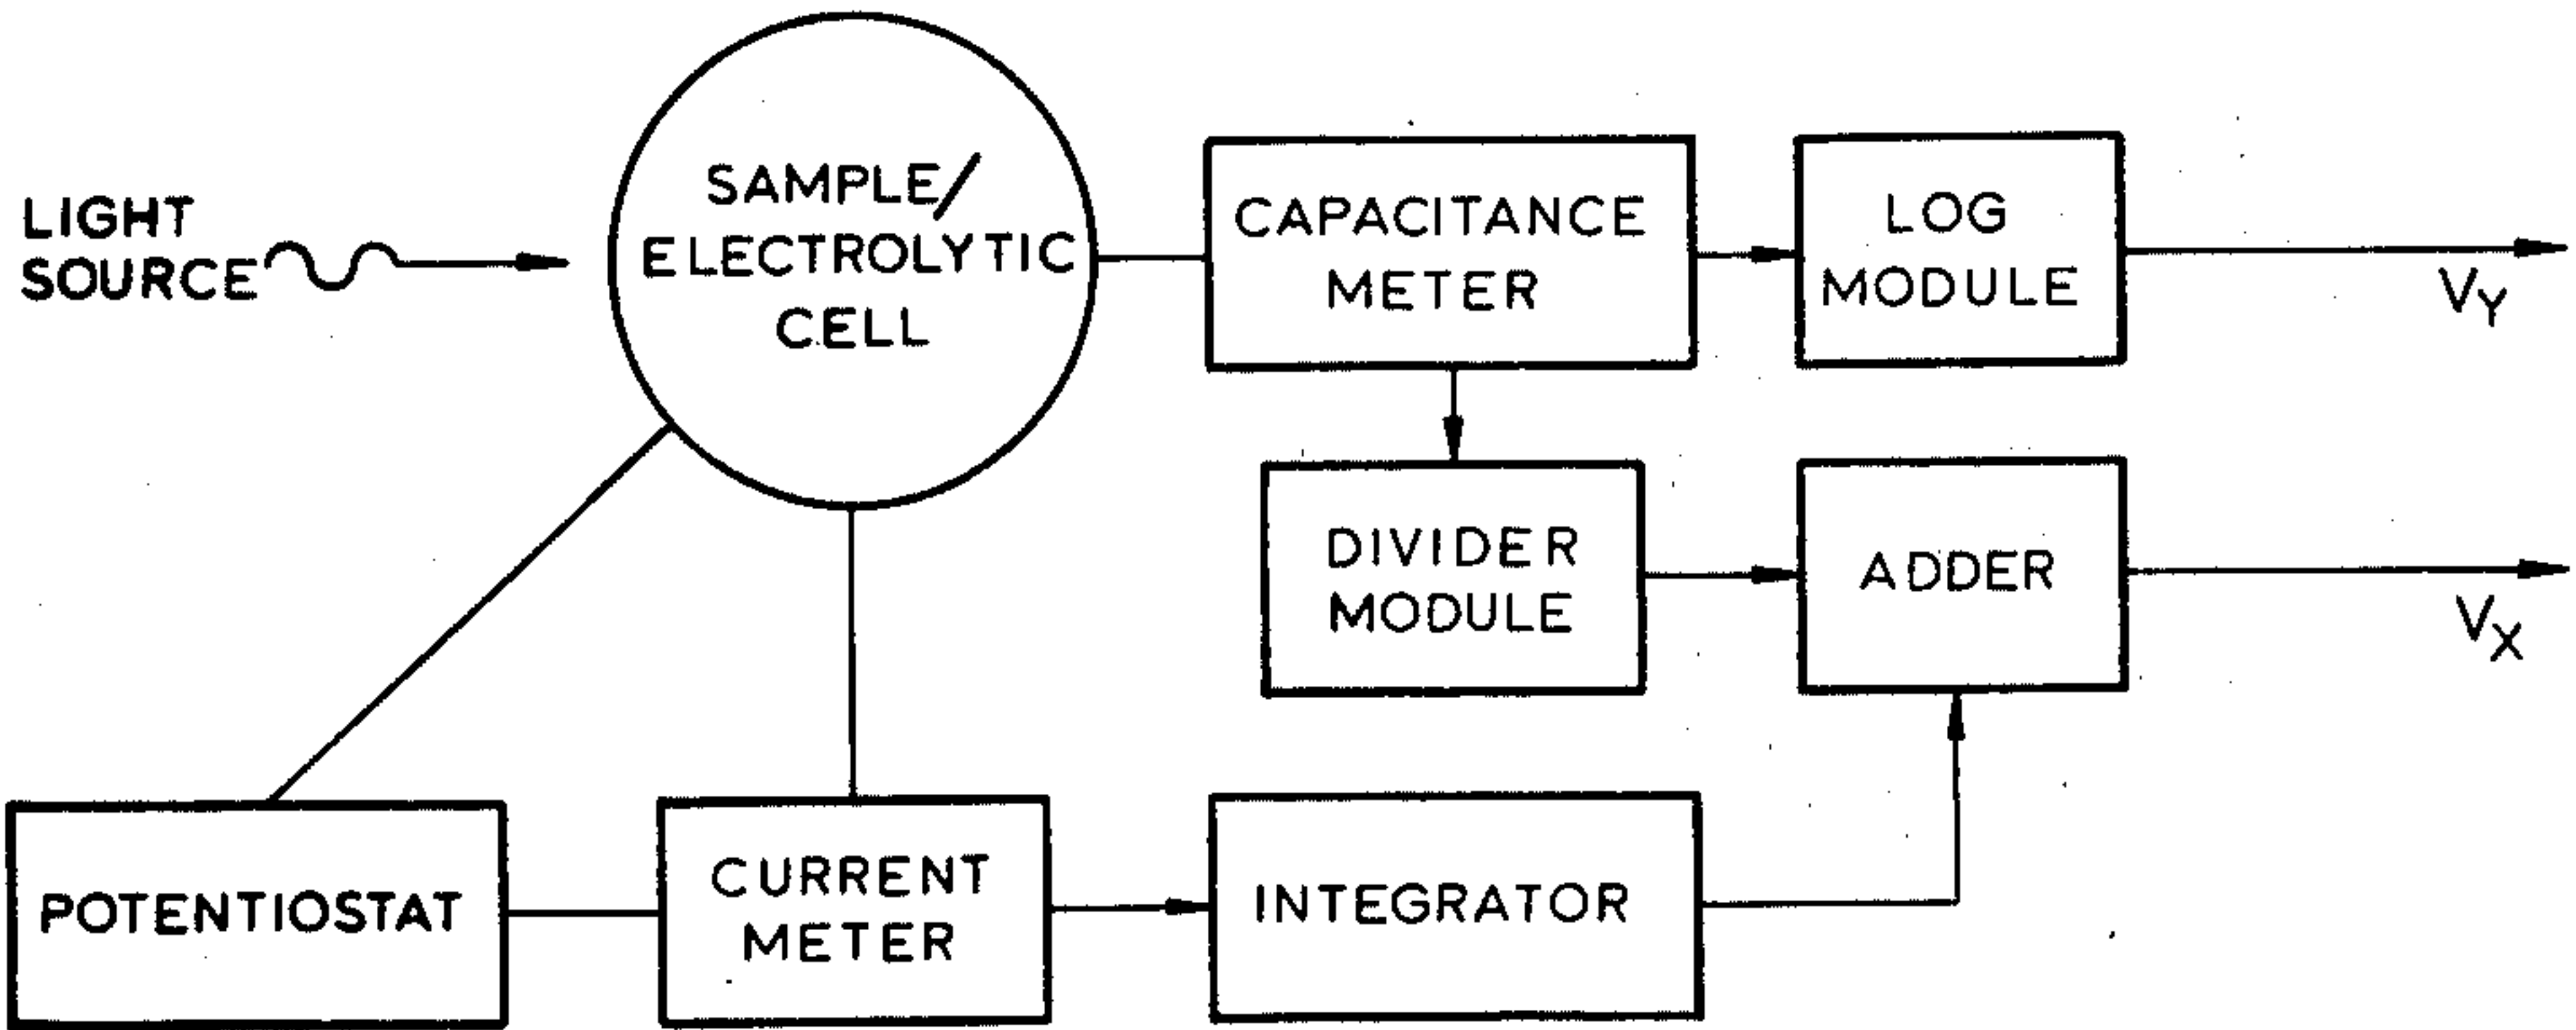 LIGHT
SOURCE
SAMPLE/
ELECTROLYTIC
CELL
CAPACITANCE
METER
LOG
MODULE
VY
DIVIDER
MODULE
ADDER
VX
POTENTIOSTAT
CURRENT
METER
INTEGRATOR